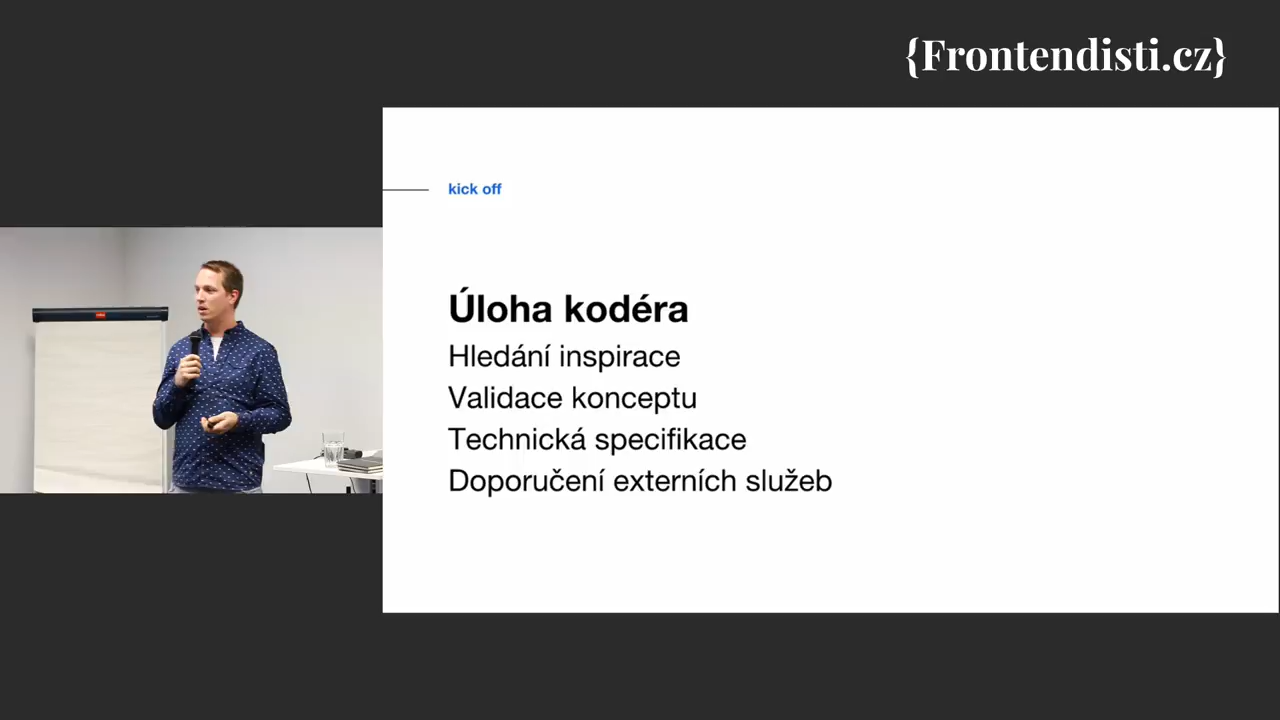 {Frontendisti.cz}
kick off
Úloha kodéra
Hledání inspirace
Validace konceptu
Technická specifikace
Doporučení externích služeb